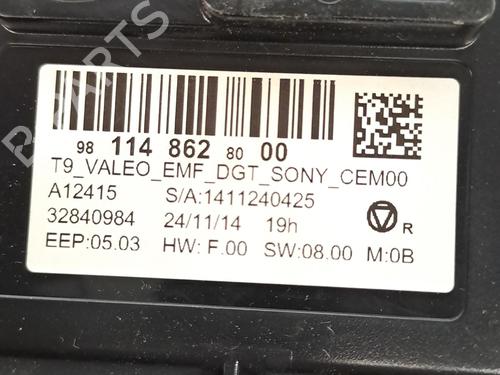 B-PARTS
98 114 862 80 00
T9_VALEO_EMF_DGT_SONY_CEM00
A12415 S/A:1411240425
32840984 24/11/14 19h
R
EEP:05.03 HW: F.00 SW:08.00 M:0B